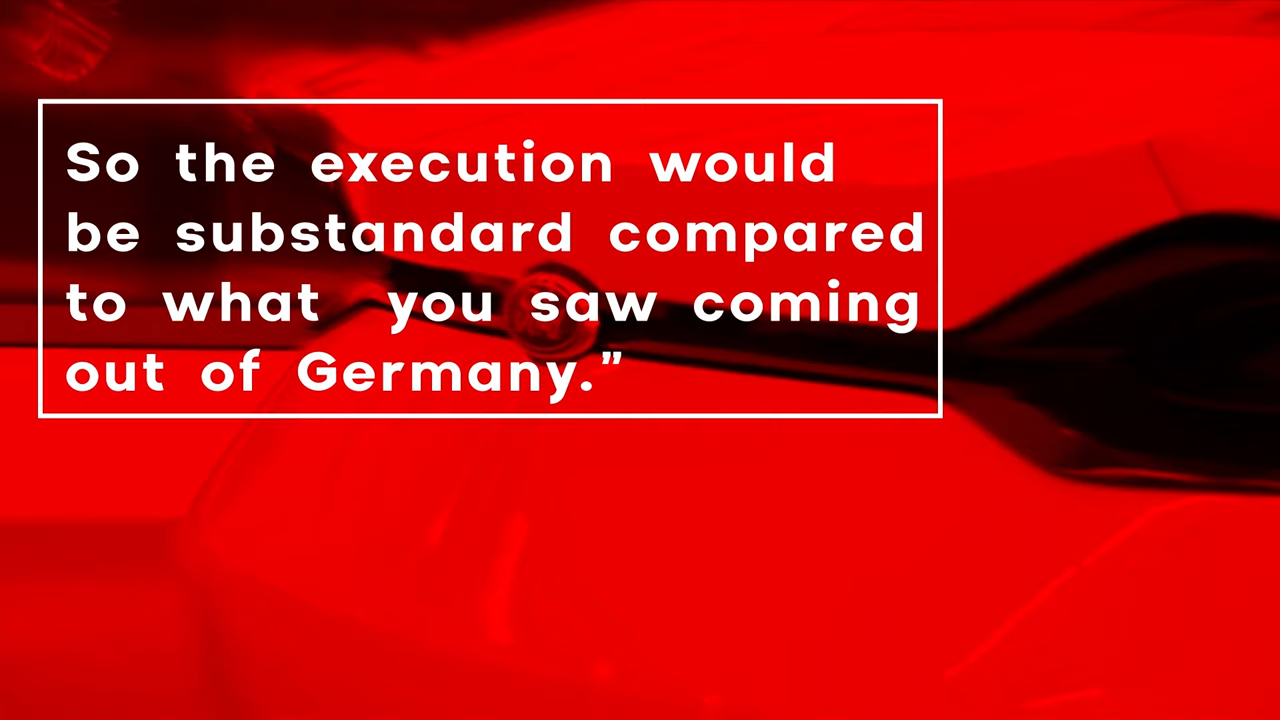 So the execution would
be substandard compared
to what you saw coming
out of Germany.”